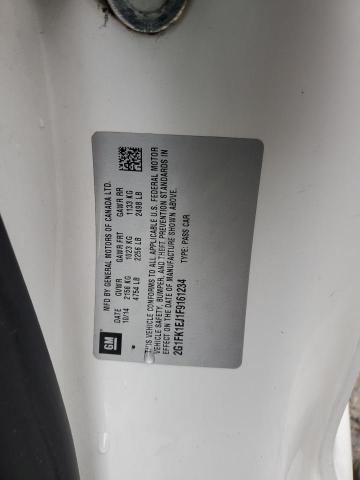 MFD BY GENERAL MOTORS OF CANADA LTD.
DATE GVWR GAWR FRT GAWR RR
10/14 2156 KG 1023 KG 1133 KG
4754 LB 2256 LB 2498 LB
THIS VEHICLE CONFORMS TO ALL APPLICABLE U.S. FEDERAL MOTOR
VEHICLE SAFETY, BUMPER, AND THEFT PREVENTION STANDARDS IN
EFFECT ON THE DATE OF MANUFACTURE SHOWN ABOVE.
2G1FK1EJ1F9161234
TYPE: PASS CAR
GM